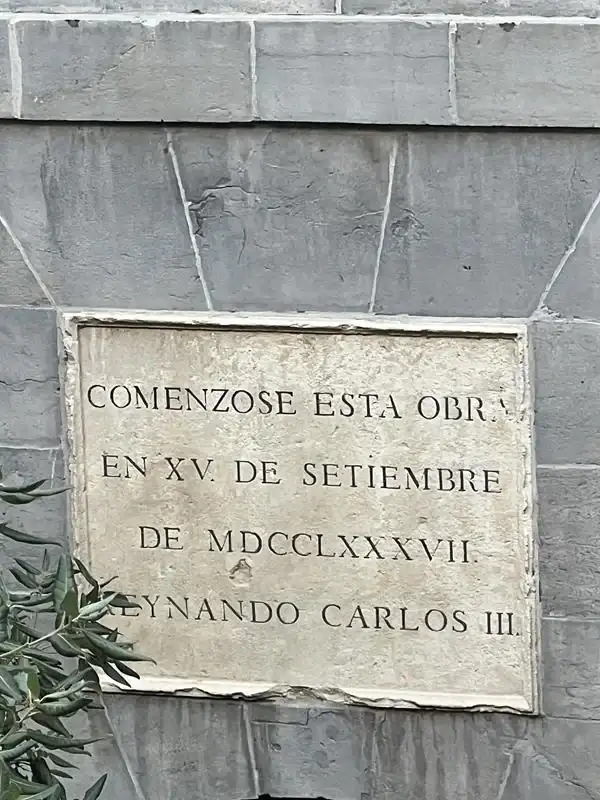 COMENZOSE ESTA OBRA
EN XV. DE SETIEMBRE
DE MDCCLXXXVII.
REYNANDO CARLOS III.